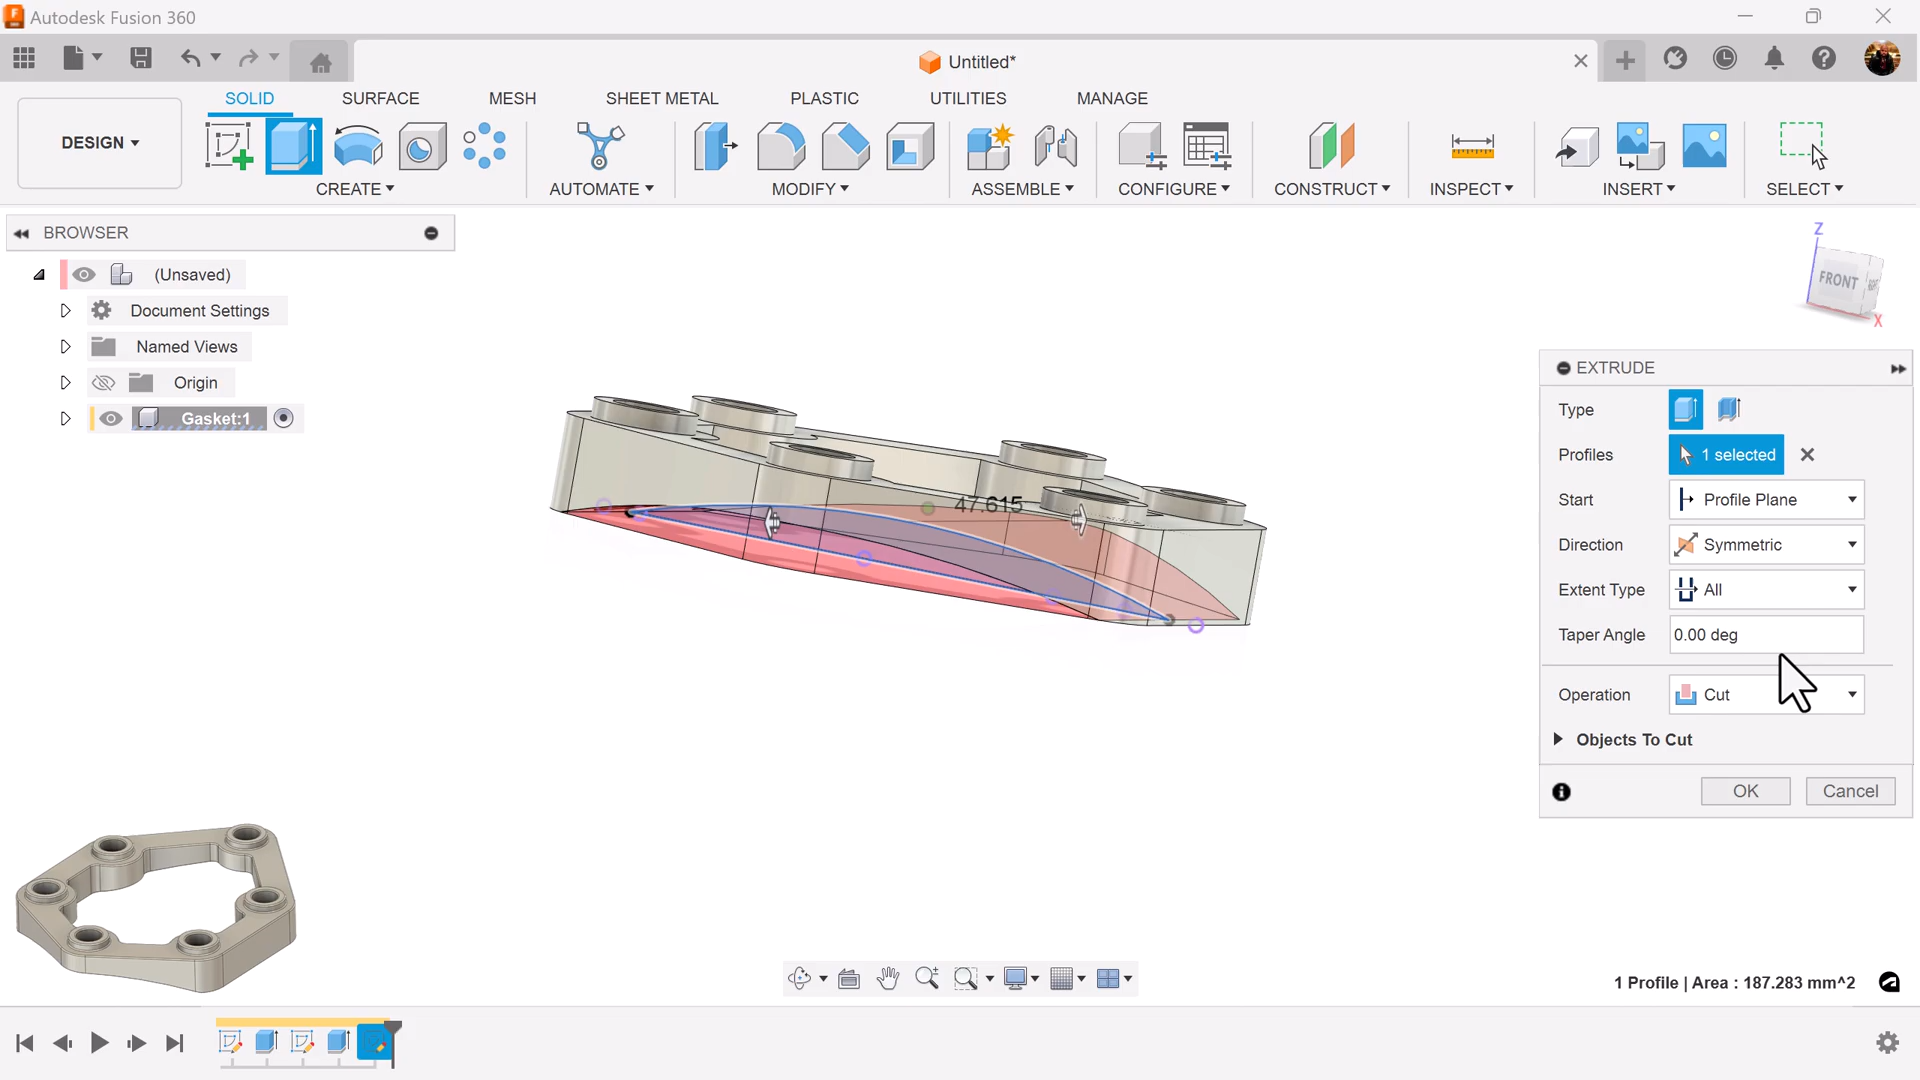 Autodesk Fusion 360
Untitled*
DESIGN
SOLID
SURFACE
MESH
SHEET METAL
PLASTIC
UTILITIES
MANAGE
CREATE
AUTOMATE
MODIFY
ASSEMBLE
CONFIGURE
CONSTRUCT
INSPECT
INSERT
SELECT
BROWSER
(Unsaved)
Document Settings
Named Views
Origin
Gasket:1
Z
FRONT
X
47.615
EXTRUDE
Type
Profiles
1 selected
Start
Profile Plane
Direction
Symmetric
Extent Type
All
Taper Angle
0.00 deg
Operation
Cut
Objects To Cut
OK
Cancel
1 Profile | Area : 187.283 mm^2